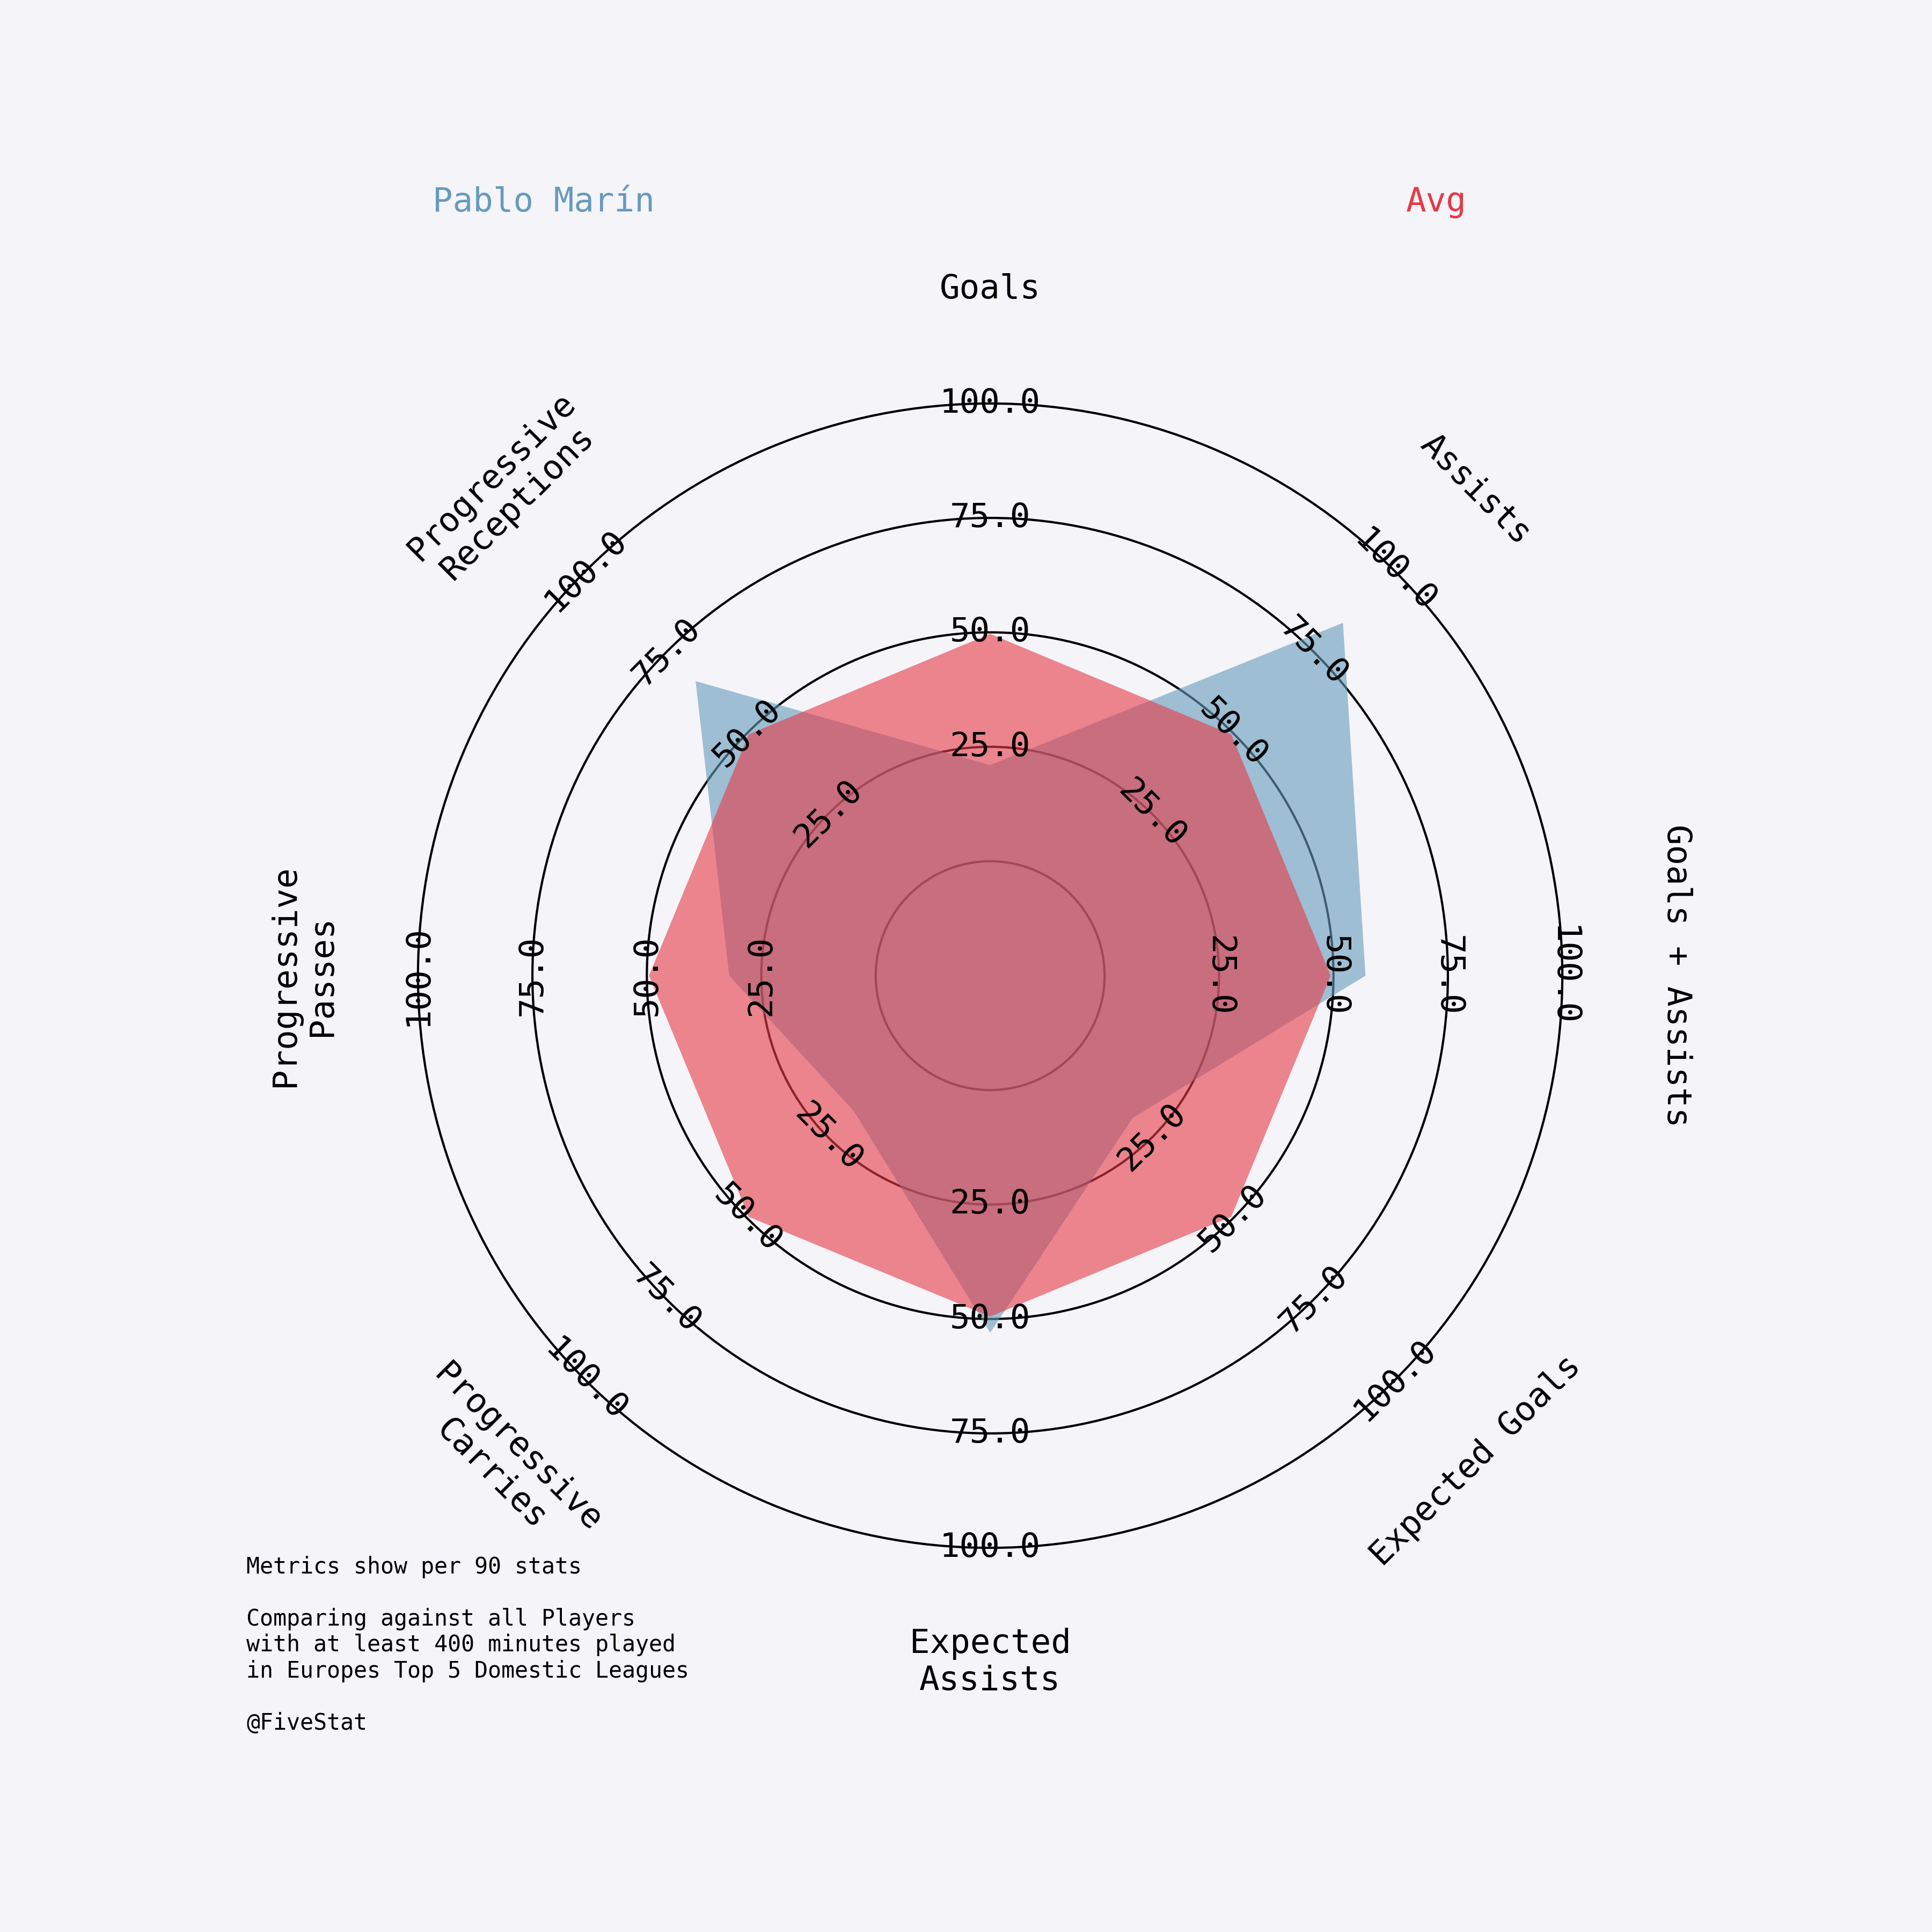 Pablo Marín
Avg
Goals
Assists
Goals + Assists
Expected Goals
Expected
Assists
Progressive
Carries
Progressive
Passes
Progressive
Receptions
25.0
50.0
75.0
100.0
25.0
50.0
75.0
100.0
25.0
50.0
75.0
100.0
25.0
50.0
75.0
100.0
25.0
50.0
75.0
100.0
25.0
50.0
75.0
100.0
25.0
50.0
75.0
100.0
25.0
50.0
75.0
100.0
Metrics show per 90 stats
Comparing against all Players
with at least 400 minutes played
in Europes Top 5 Domestic Leagues
@FiveStat